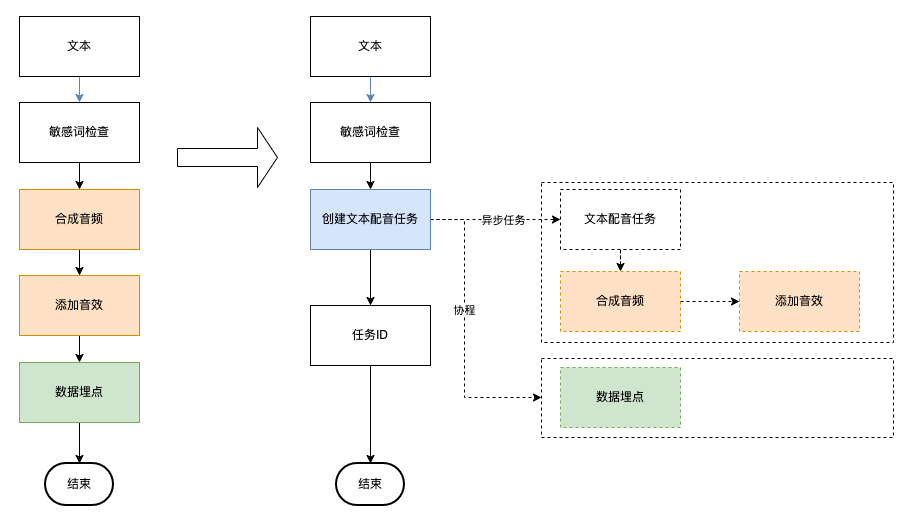 文本
敏感词检查
合成音频
添加音效
数据埋点
结束
文本
敏感词检查
创建文本配音任务
任务ID
结束
异步任务
协程
文本配音任务
合成音频
添加音效
数据埋点